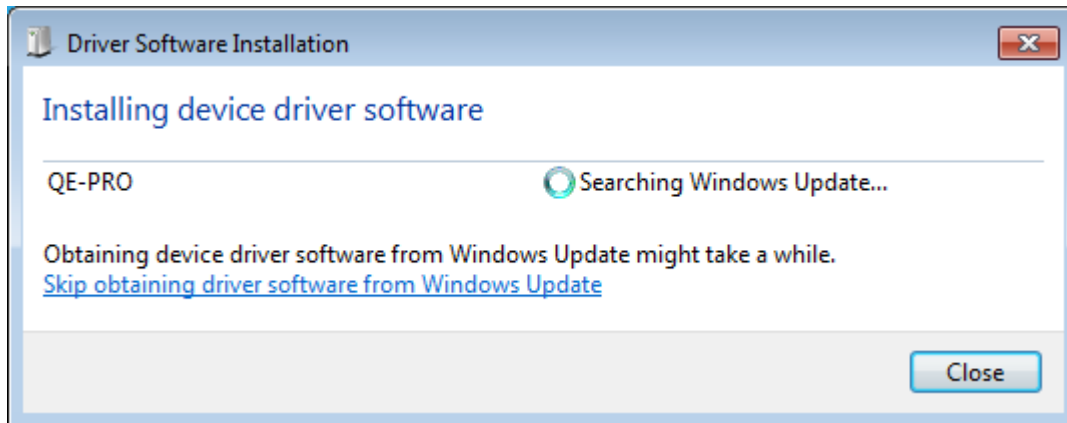 Driver Software Installation
Installing device driver software
QE-PRO Searching Windows Update...
Obtaining device driver software from Windows Update might take a while.
Skip obtaining driver software from Windows Update
Close